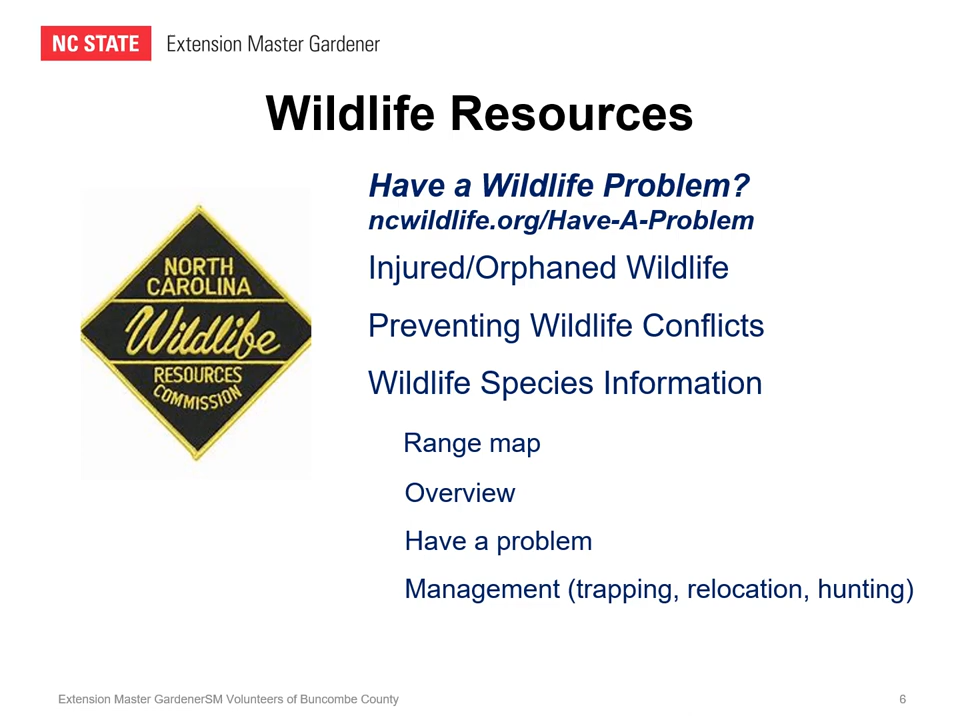 NC STATE Extension Master Gardener
Wildlife Resources
Have a Wildlife Problem?
ncwildlife.org/Have-A-Problem
Injured/Orphaned Wildlife
Preventing Wildlife Conflicts
Wildlife Species Information
Range map
Overview
Have a problem
Management (trapping, relocation, hunting)
NORTH
CAROLINA
Wildlife
RESOURCES
COMMISSION
Extension Master GardenerSM Volunteers of Buncombe County
6